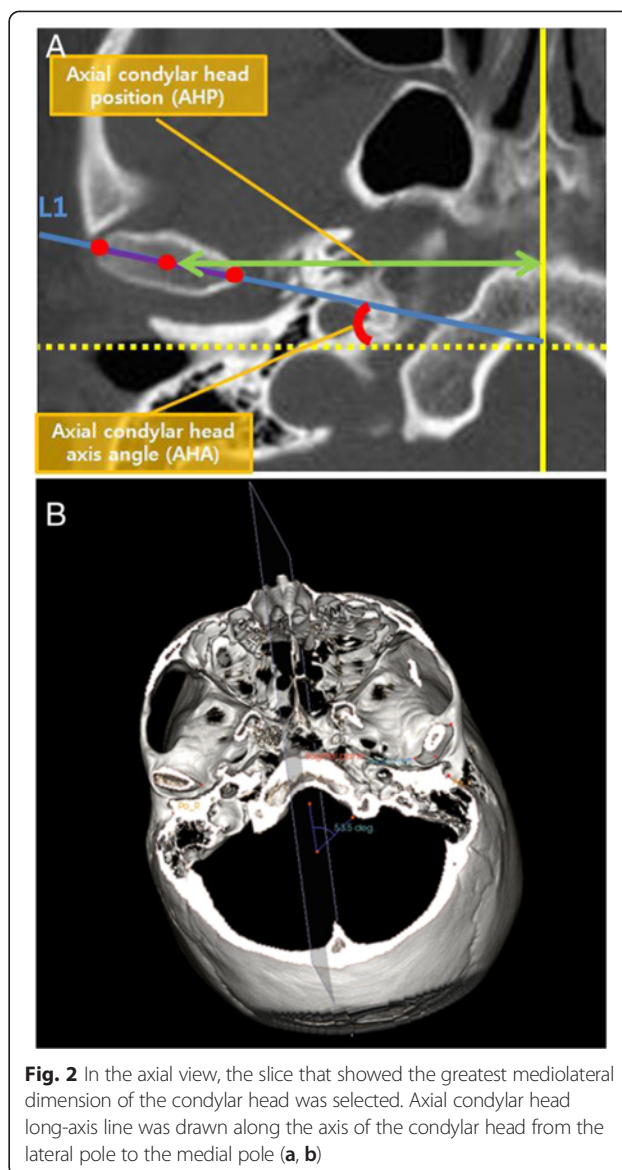 A
Axial condylar head
position (AHP)
L1
Axial condylar head
axis angle (AHA)
B
53.5 deg.
Fig. 2 In the axial view, the slice that showed the greatest mediolateral
dimension of the condylar head was selected. Axial condylar head
long-axis line was drawn along the axis of the condylar head from the
lateral pole to the medial pole (a, b)